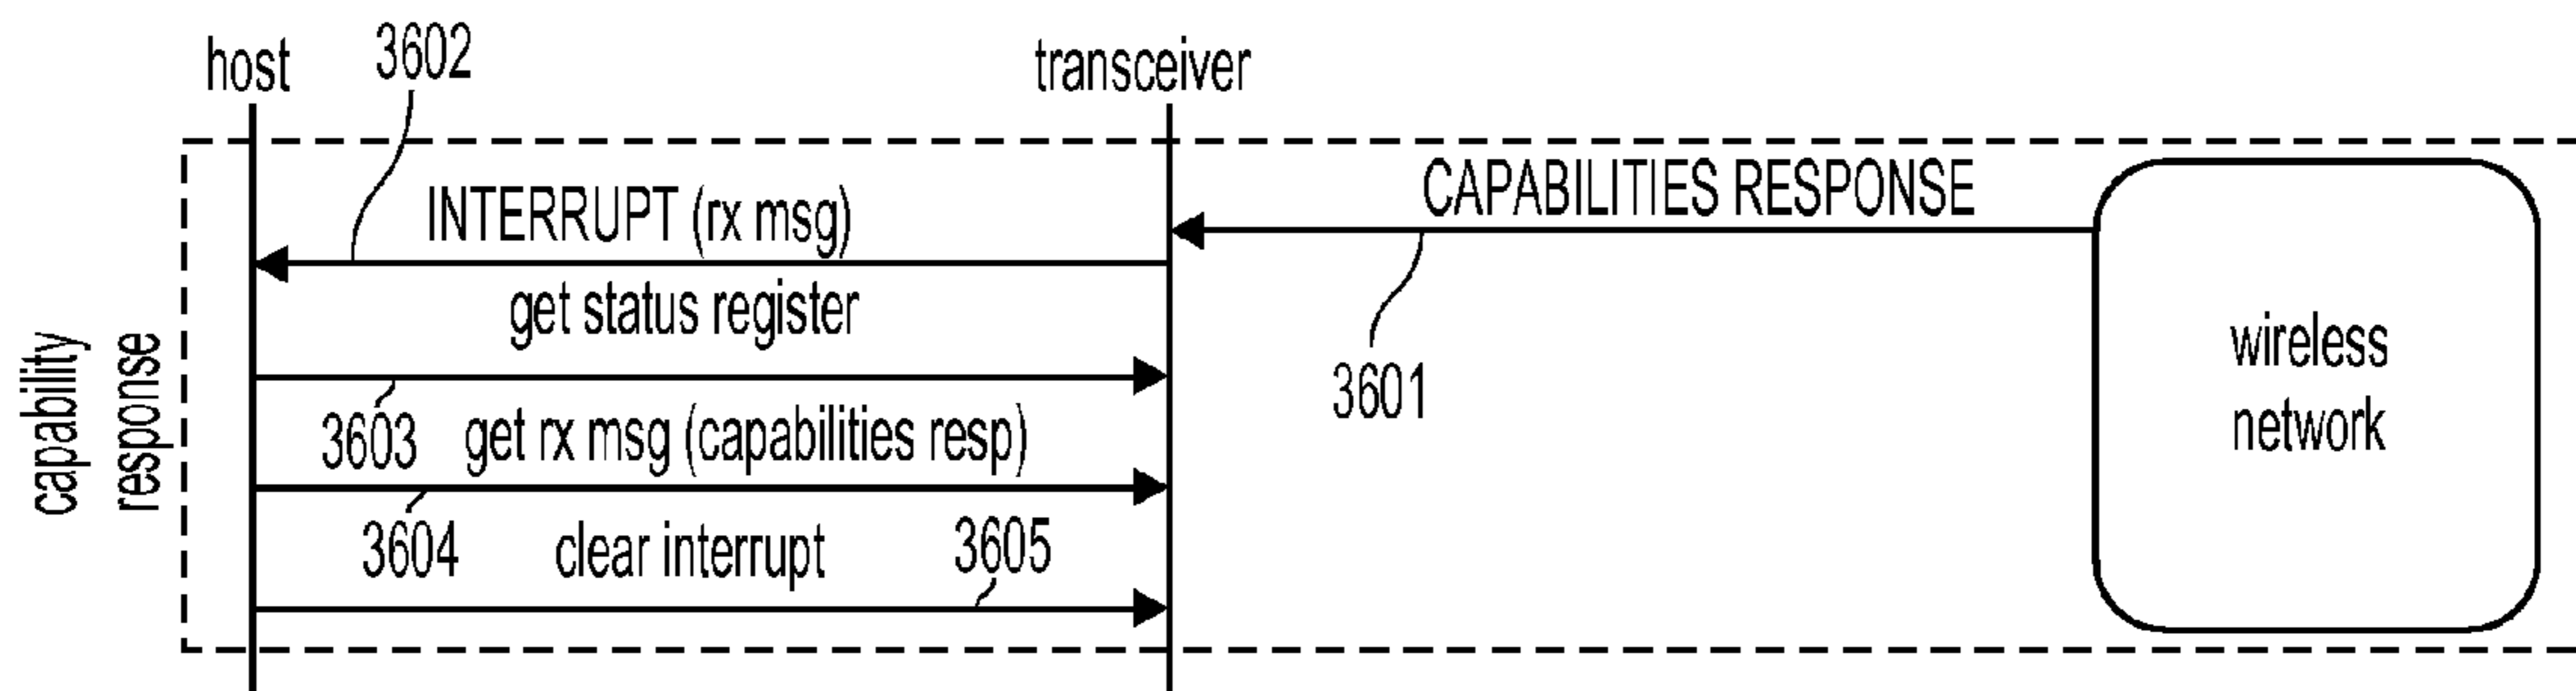 host
3602
transceiver
CAPABILITIES RESPONSE
INTERRUPT (rx msg)
get status register
3601
wireless
network
capability
response
3603
get rx msg (capabilities resp)
3604
clear interrupt
3605